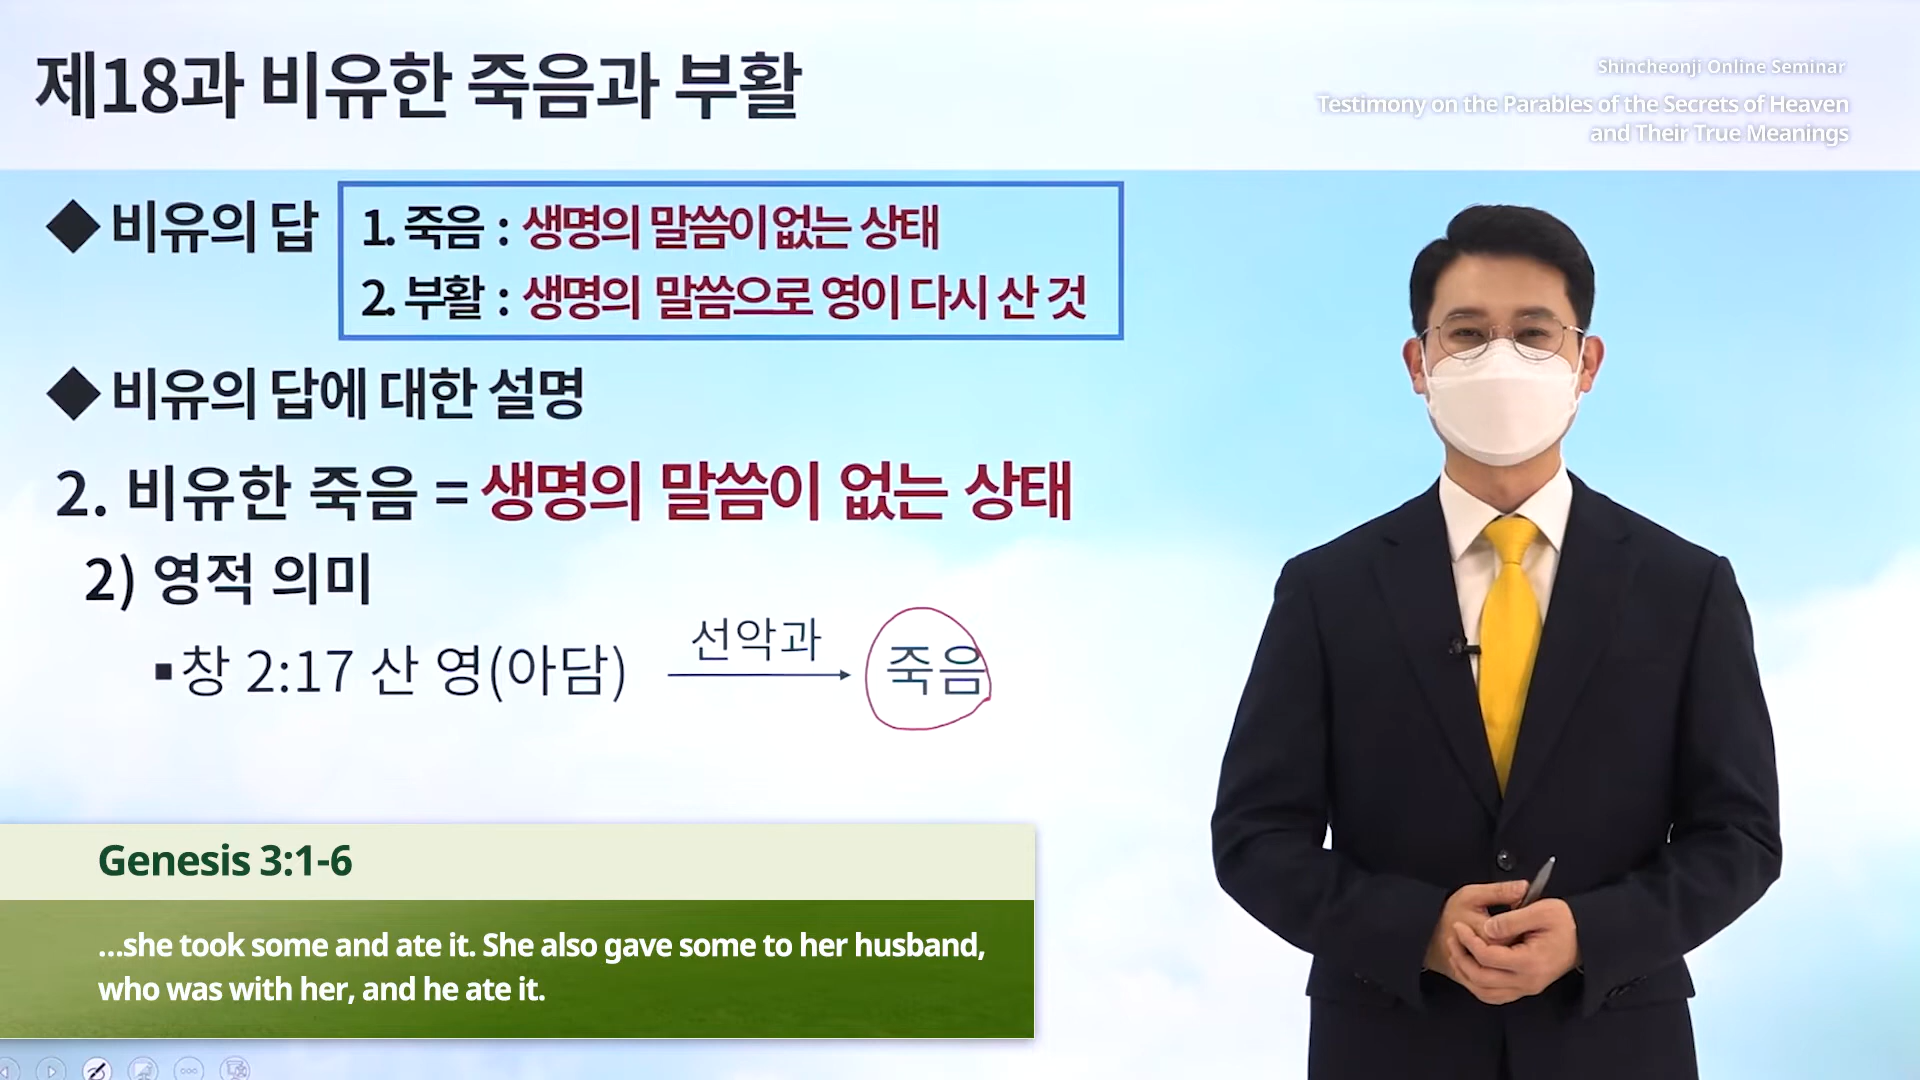 제18과 비유한 죽음과 부활
Shincheonji Online Seminar
Testimony on the Parables of the Secrets of Heaven
and Their True Meanings
◆ 비유의 답
1. 죽음 : 생명의 말씀이 없는 상태
2. 부활 : 생명의 말씀으로 영이 다시 산 것
◆ 비유의 답에 대한 설명
2. 비유한 죽음 = 생명의 말씀이 없는 상태
2) 영적 의미
▪창 2:17 산 영(아담) 선악과 죽음
Genesis 3:1-6
...she took some and ate it. She also gave some to her husband,
who was with her, and he ate it.